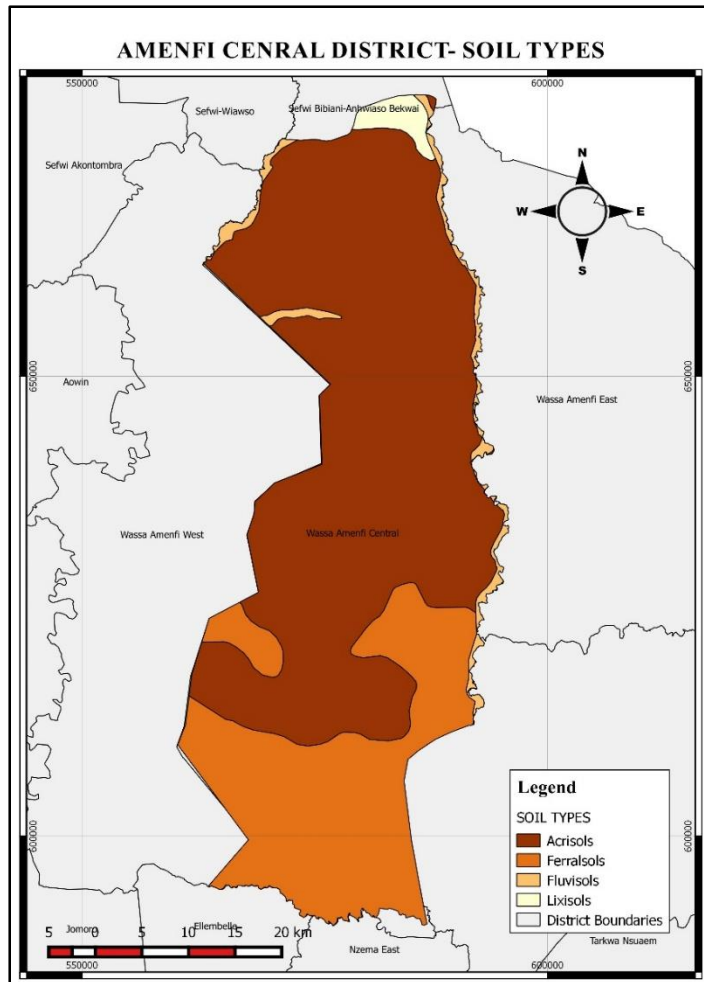 AMENFI CENRAL DISTRICT- SOIL TYPES
550000 600000
Sefwi-Wiawso
Sefwi Bibiani-Anhwiaso Bekwai
Sefwi Akontombra
N
W E
S
650000 650000
Aowin
Wassa Amenfi East
Wassa Amenfi West
Wassa Amenfi Central
Legend
SOIL TYPES
Acrisols
Ferralsols
Fluvisols
Lixisols
District Boundaries
600000 600000
Jomoro
Ellembelle
5 0 5 10 15 20 km
Nzema East
Tarkwa Nsuaem
550000 600000